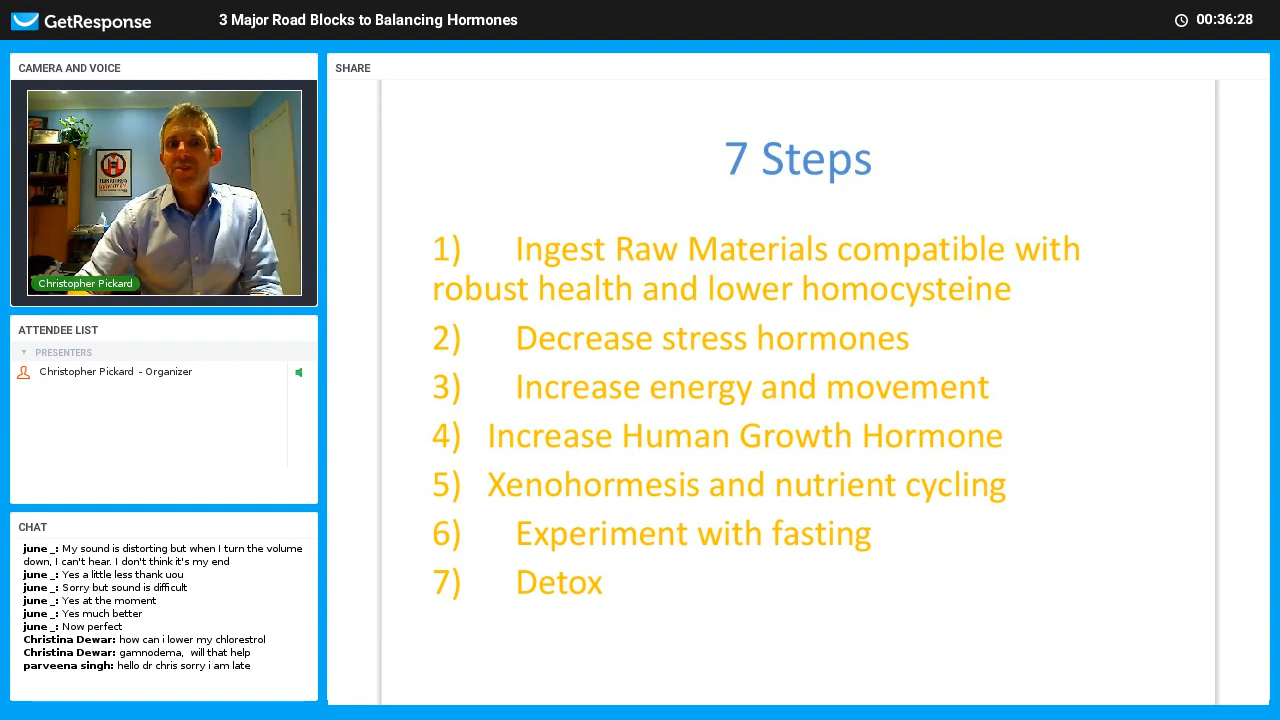 GetResponse
3 Major Road Blocks to Balancing Hormones
00:36:28
CAMERA AND VOICE
Christopher Pickard
ATTENDEE LIST
PRESENTERS
Christopher Pickard - Organizer
CHAT
june _: My sound is distorting but when I turn the volume
down, I can't hear. I don't think it's my end
june _: Yes a little less thank uou
june _: Sorry but sound is difficult
june _: Yes at the moment
june _: Yes much better
june _: Now perfect
Christina Dewar: how can i lower my chlorestrol
Christina Dewar: gamnodema, will that help
parveena singh: hello dr chris sorry i am late
SHARE
7 Steps
1) Ingest Raw Materials compatible with
robust health and lower homocysteine
2) Decrease stress hormones
3) Increase energy and movement
4) Increase Human Growth Hormone
5) Xenohormesis and nutrient cycling
6) Experiment with fasting
7) Detox